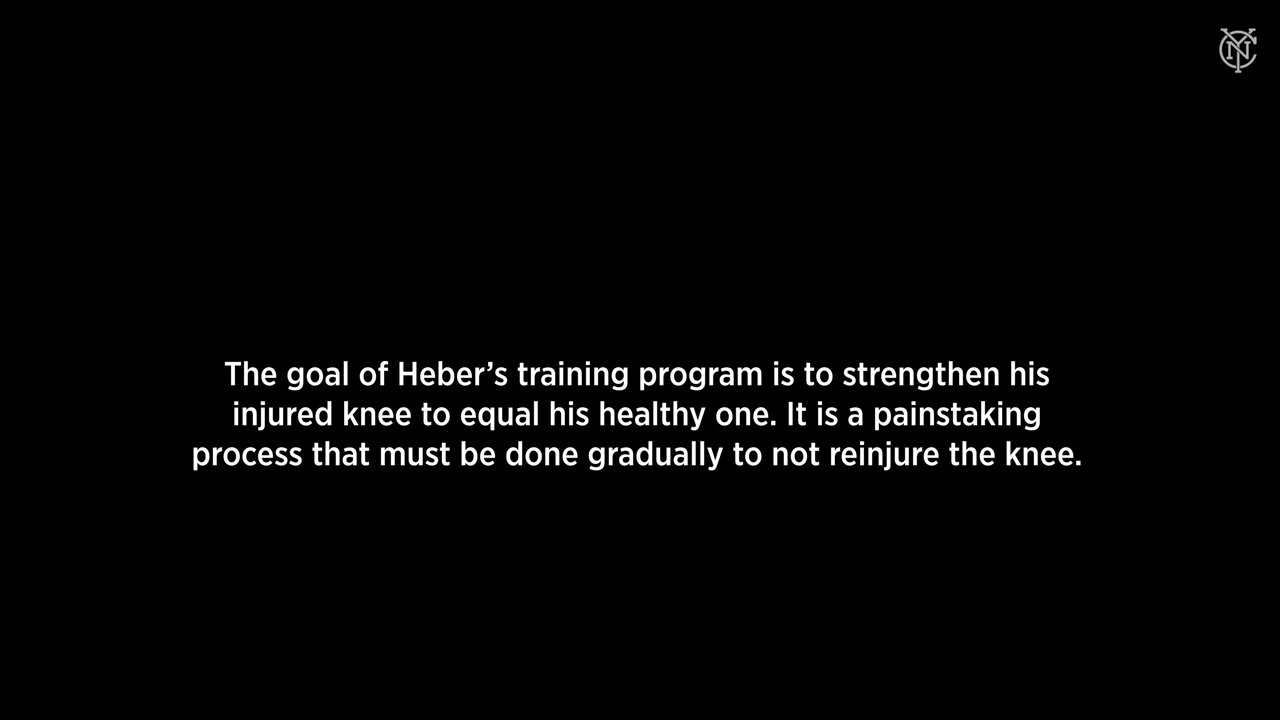 NYC
The goal of Heber’s training program is to strengthen his
injured knee to equal his healthy one. It is a painstaking
process that must be done gradually to not reinjure the knee.